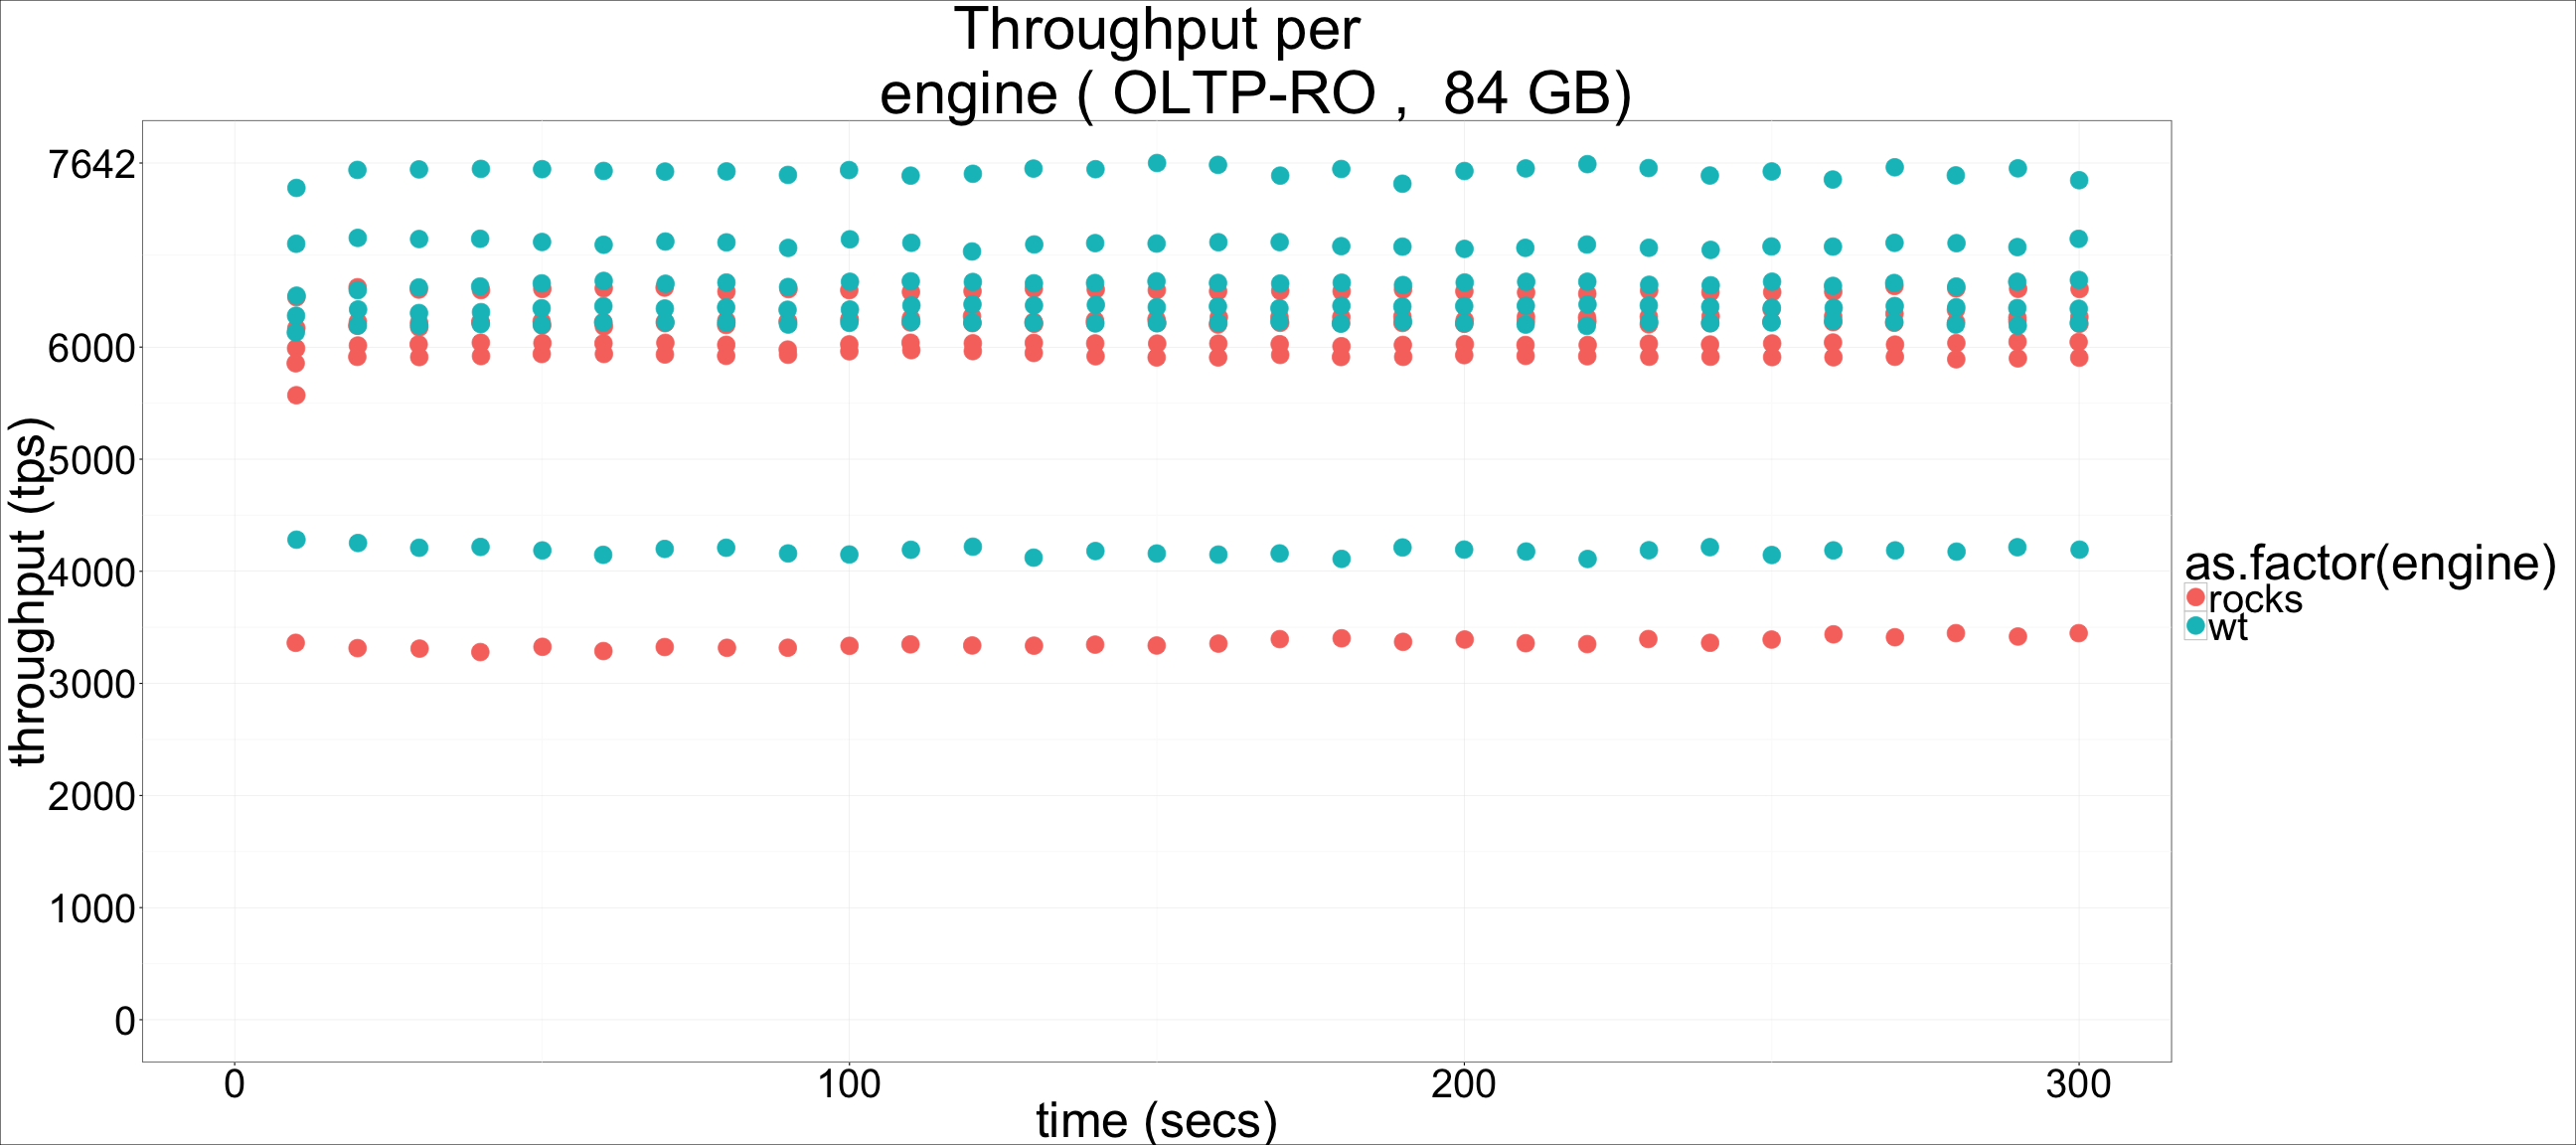 Throughput per
engine ( OLTP-RO ,  84 GB)
throughput (tps)
7642
6000
5000
4000
3000
2000
1000
0
0
100
200
300
time (secs)
as.factor(engine)
rocks
wt